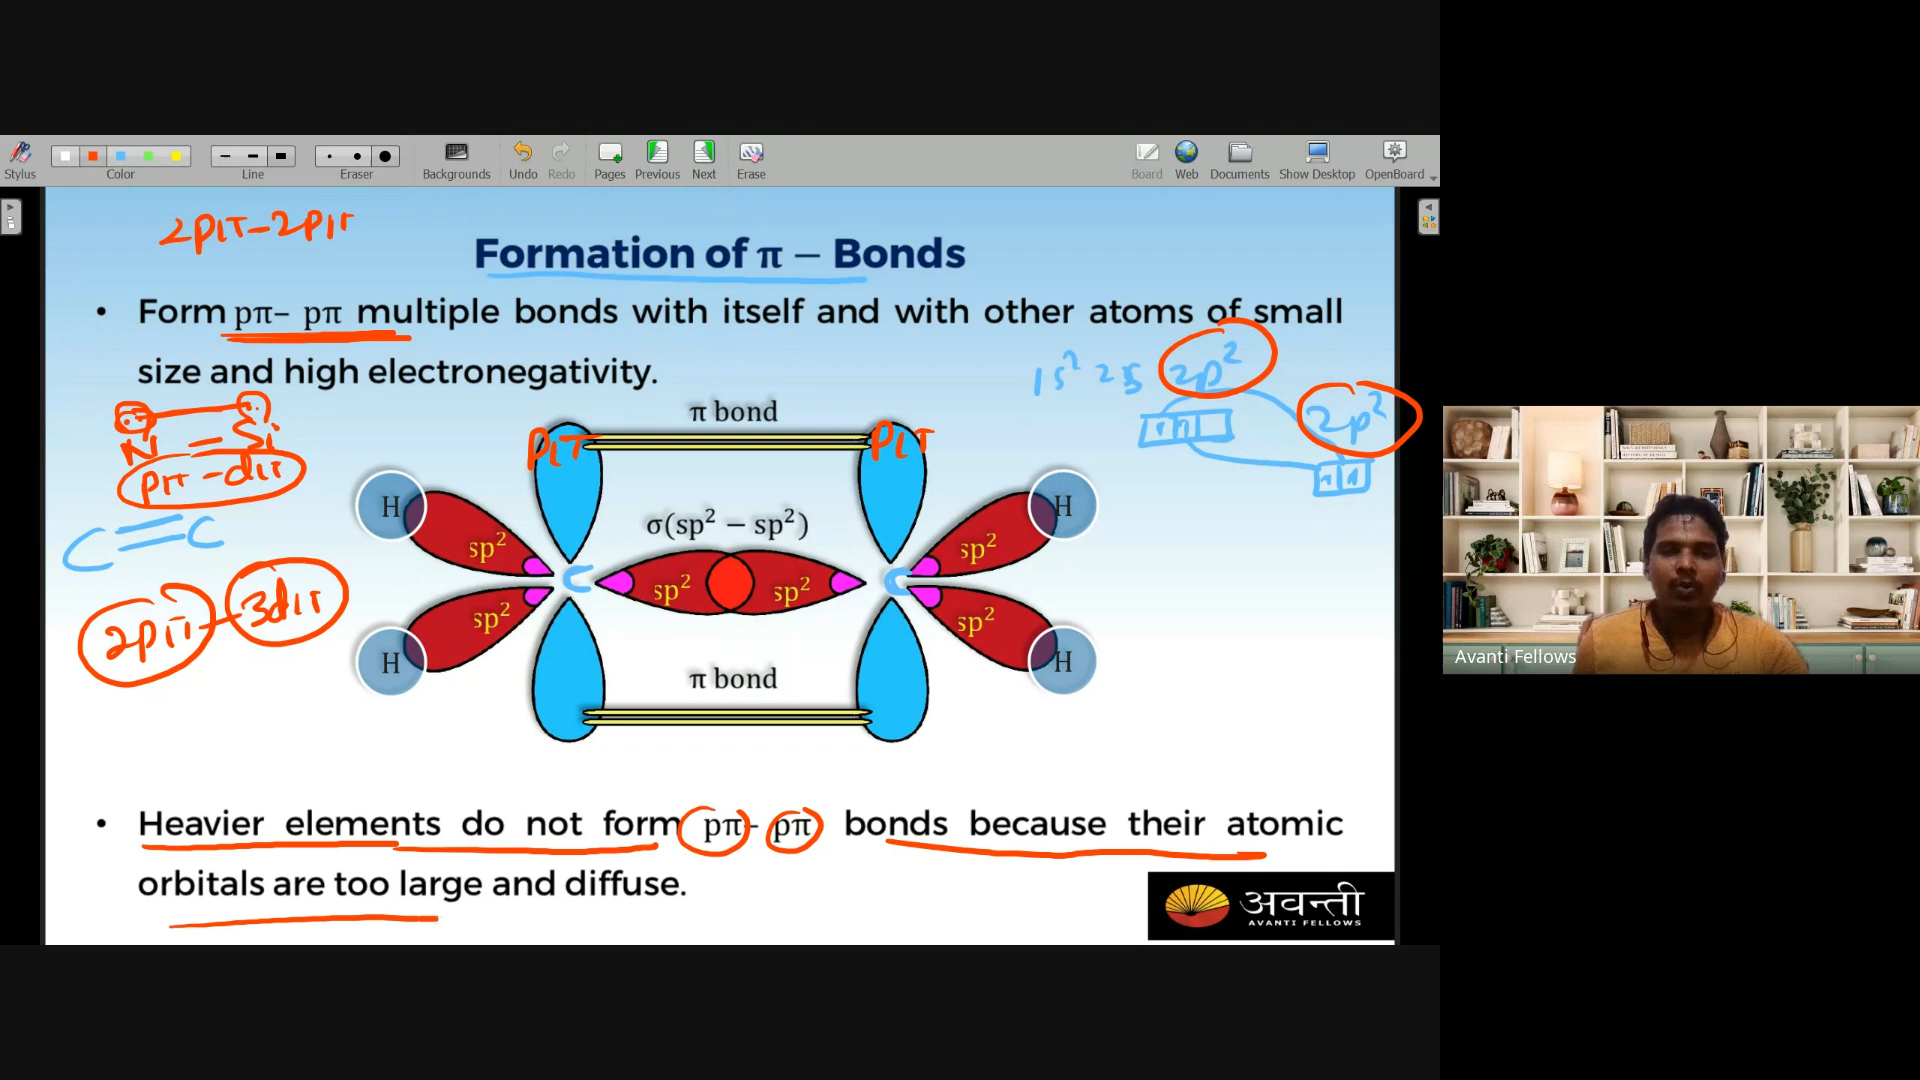 Stylus
Color
Line
Eraser
Backgrounds
Undo
Redo
Pages
Previous
Next
Erase
Board
Web
Documents
Show Desktop
OpenBoard
2pπ-2pπ
Formation of π – Bonds
• Form pπ– pπ multiple bonds with itself and with other atoms of small
size and high electronegativity.
1s² 2s 2p²
2p²
N = Si
pπ-dπ
C=C
2pπ-3dπ
π bond
pπ
pπ
H
H
σ(sp² − sp²)
sp²
sp²
C
sp²
sp²
C
sp²
sp²
H
H
π bond
• Heavier elements do not form pπ– pπ bonds because their atomic
orbitals are too large and diffuse.
अवन्ती
AVANTI FELLOWS
Avanti Fellows